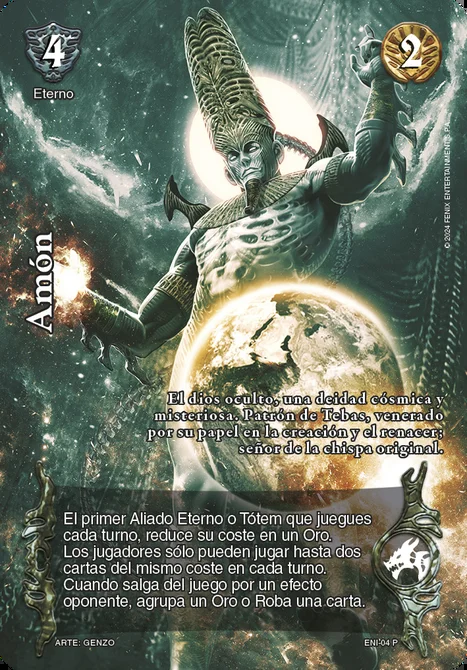 4
2
Eterno
© 2024 FENIX ENTERTAINMENT S.P.A.
Amón
El dios oculto, una deidad cósmica y
misteriosa. Patrón de Tebas, venerado
por su papel en la creación y el renacer;
señor de la chispa original.
El primer Aliado Eterno o Tótem que juegues
cada turno, reduce su coste en un Oro.
Los jugadores sólo pueden jugar hasta dos
cartas del mismo coste en cada turno.
Cuando salga del juego por un efecto
oponente, agrupa un Oro o Roba una carta.
ARTE: GENZO
ENI-04 P